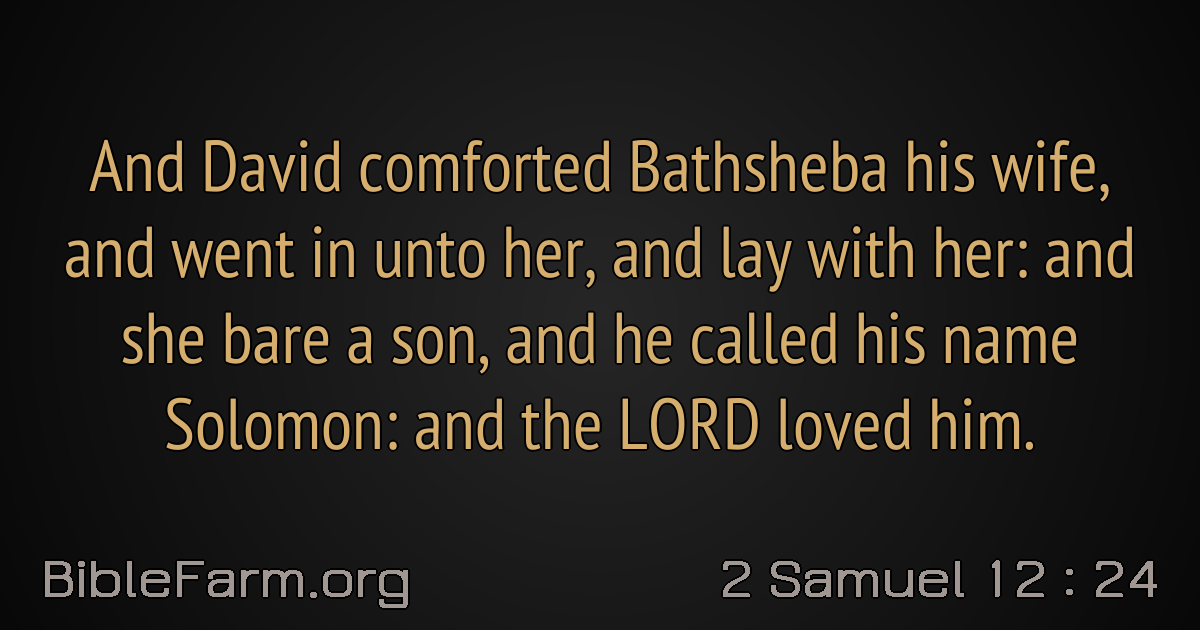 And David comforted Bathsheba his wife,
and went in unto her, and lay with her: and
she bare a son, and he called his name
Solomon: and the LORD loved him.
BibleFarm.org
2 Samuel 12 : 24